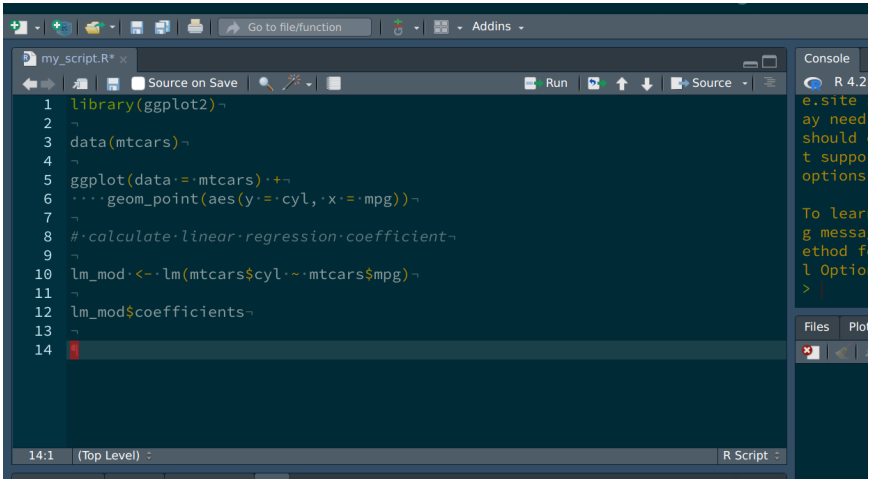 Go to file/function
Addins
my_script.R*
Source on Save
Run
Source
1 library(ggplot2)
2
3 data(mtcars)
4
5 ggplot(data = mtcars) +
6     geom_point(aes(y = cyl, x = mpg))
7
8 # calculate linear regression coefficient
9
10 lm_mod <- lm(mtcars$cyl ~ mtcars$mpg)
11
12 lm_mod$coefficients
13
14
14:1 (Top Level)
R Script
Console
R 4.2
e.site
ay need
should
t suppo
options
To lear
g messa
ethod f
l Optio
>
Files Plo